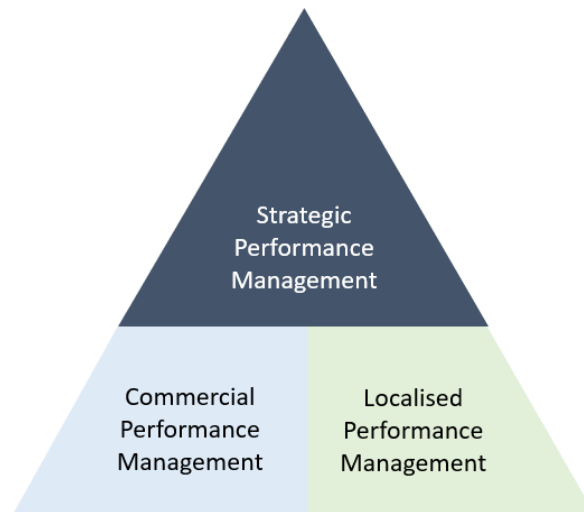 Strategic
Performance
Management
Commercial
Performance
Management
Localised
Performance
Management